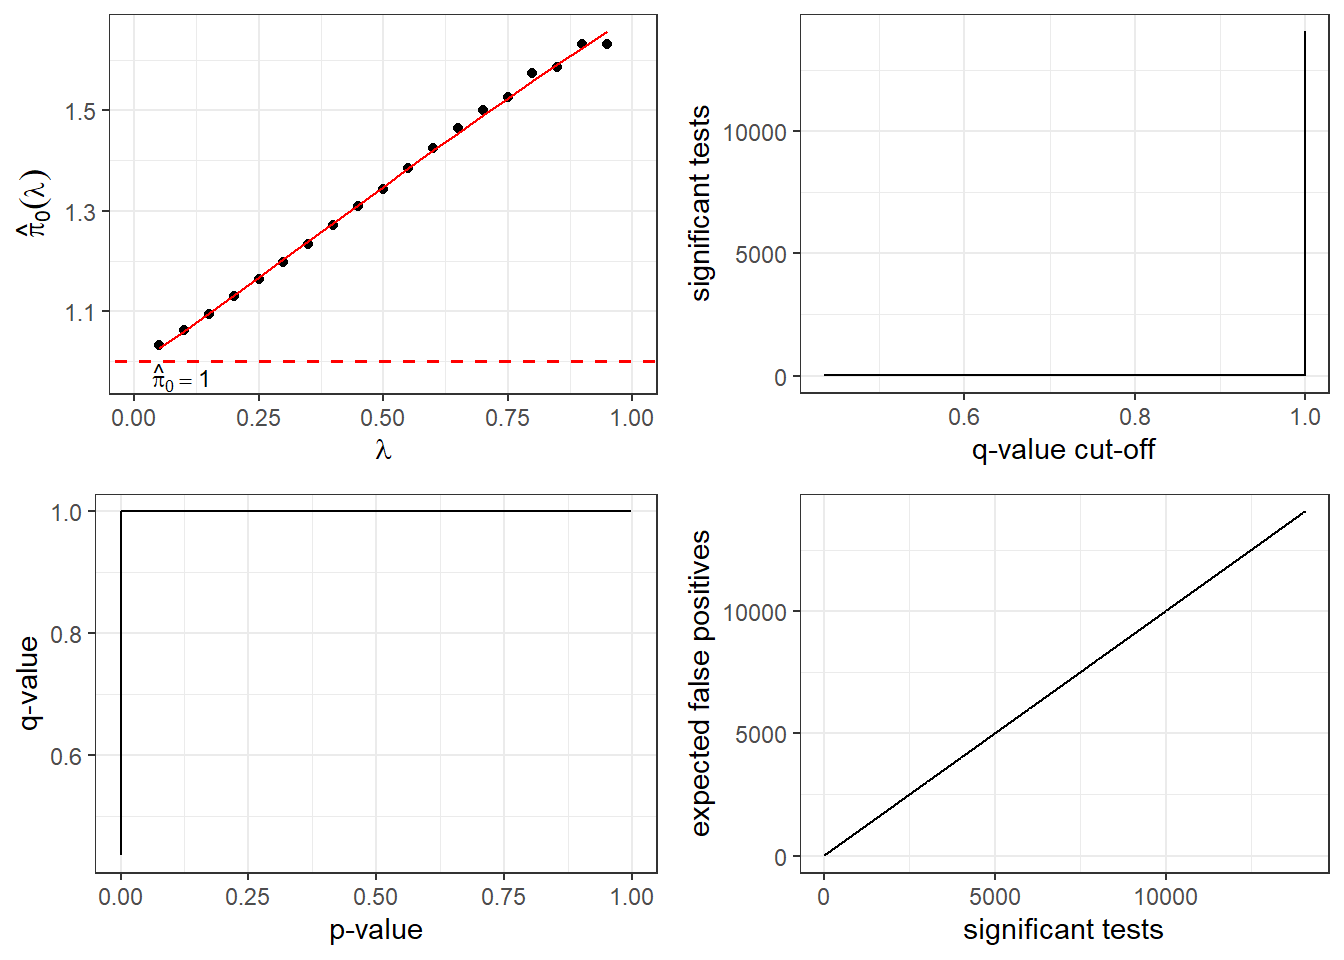 1.5
1.3
1.1
π̂₀(λ)
π̂₀ = 1
0.00 0.25 0.50 0.75 1.00
λ
10000
5000
0
significant tests
0.6 0.8 1.0
q-value cut-off
1.0
0.8
0.6
q-value
0.00 0.25 0.50 0.75 1.00
p-value
10000
5000
0
expected false positives
0 5000 10000
significant tests